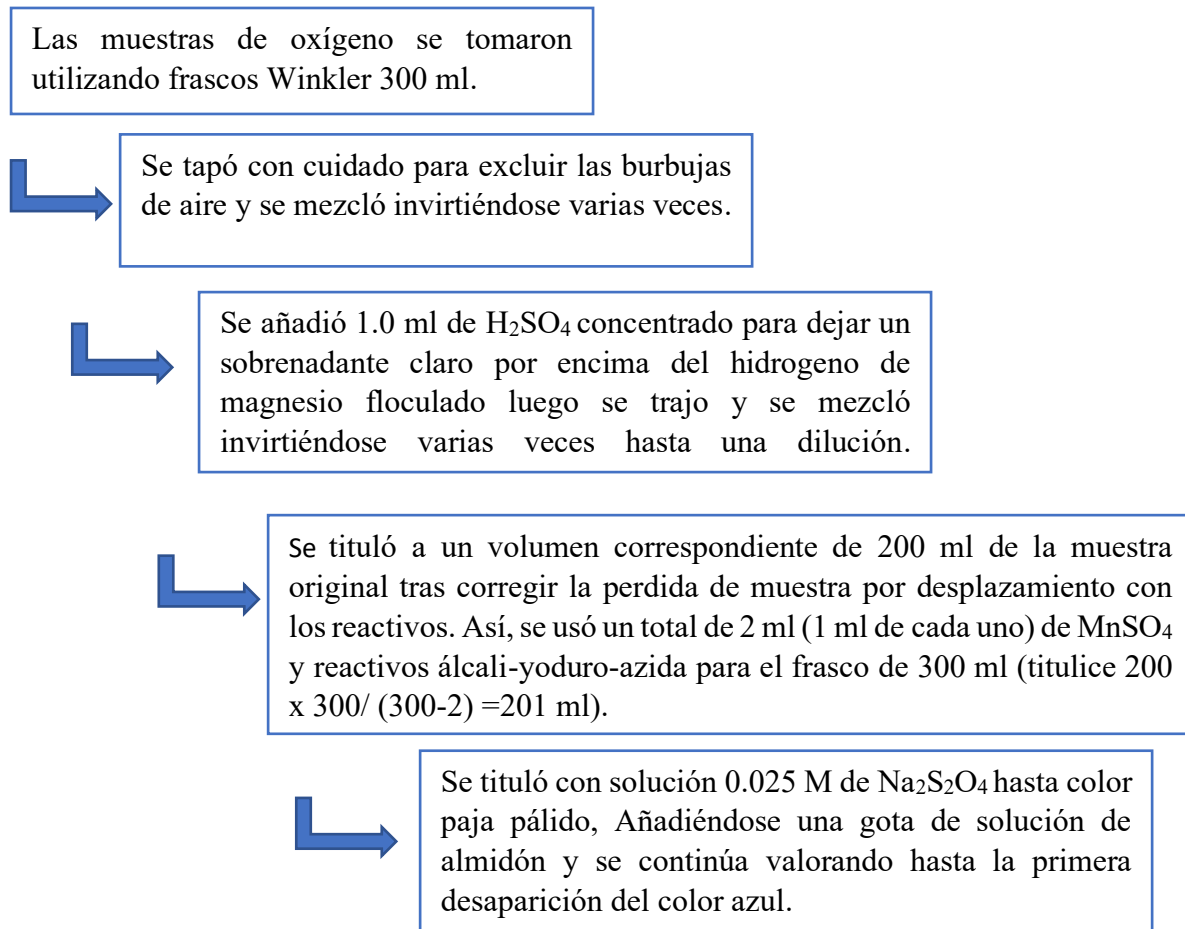 Las muestras de oxígeno se tomaron
utilizando frascos Winkler 300 ml.
Se tapó con cuidado para excluir las burbujas
de aire y se mezcló invirtiéndose varias veces.
Se añadió 1.0 ml de H₂SO₄ concentrado para dejar un
sobrenadante claro por encima del hidrogeno de
magnesio floculado luego se trajo y se mezcló
invirtiéndose varias veces hasta una dilución.
Se tituló a un volumen correspondiente de 200 ml de la muestra
original tras corregir la perdida de muestra por desplazamiento con
los reactivos. Así, se usó un total de 2 ml (1 ml de cada uno) de MnSO₄
y reactivos álcali-yoduro-azida para el frasco de 300 ml (titulice 200
x 300/ (300-2) =201 ml).
Se tituló con solución 0.025 M de Na₂S₂O₄ hasta color
paja pálido, Añadiéndose una gota de solución de
almidón y se continúa valorando hasta la primera
desaparición del color azul.